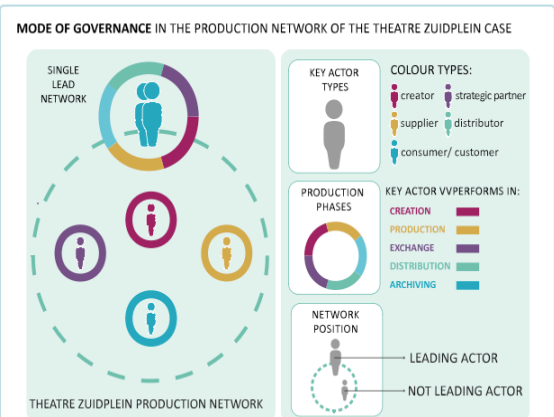 MODE OF GOVERNANCE IN THE PRODUCTION NETWORK OF THE THEATRE ZUIDPLEIN CASE
SINGLE
LEAD
NETWORK
THEATRE ZUIDPLEIN PRODUCTION NETWORK
KEY ACTOR
TYPES
COLOUR TYPES:
creator
strategic partner
supplier
distributor
consumer/ customer
PRODUCTION
PHASES
KEY ACTOR VVPERFORMS IN:
CREATION
PRODUCTION
EXCHANGE
DISTRIBUTION
ARCHIVING
NETWORK
POSITION
LEADING ACTOR
NOT LEADING ACTOR